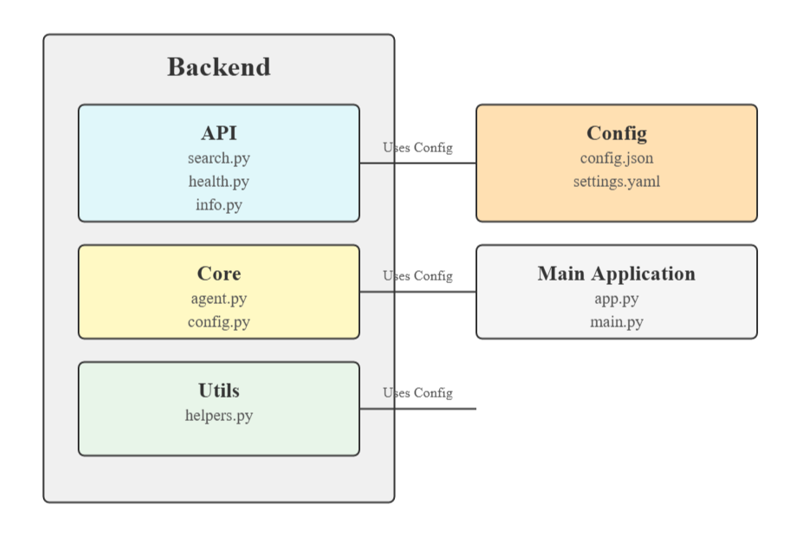 Backend
API
search.py
health.py
info.py
Uses Config
Config
config.json
settings.yaml
Core
agent.py
config.py
Uses Config
Main Application
app.py
main.py
Utils
helpers.py
Uses Config